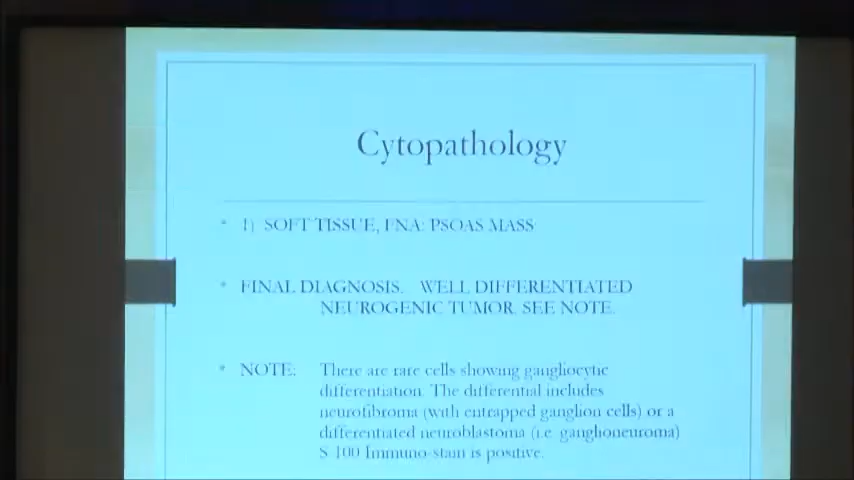 Cytopathology
• 1) SOFT TISSUE, FNA: PSOAS MASS
• FINAL DIAGNOSIS. WELL DIFFERENTIATED
NEUROGENIC TUMOR. SEE NOTE.
• NOTE: There are rare cells showing gangliocytic
differentiation. The differential includes
neurofibroma (with entrapped ganglion cells) or a
differentiated neuroblastoma (i.e. ganglioneuroma)
S-100 Immuno-stain is positive.